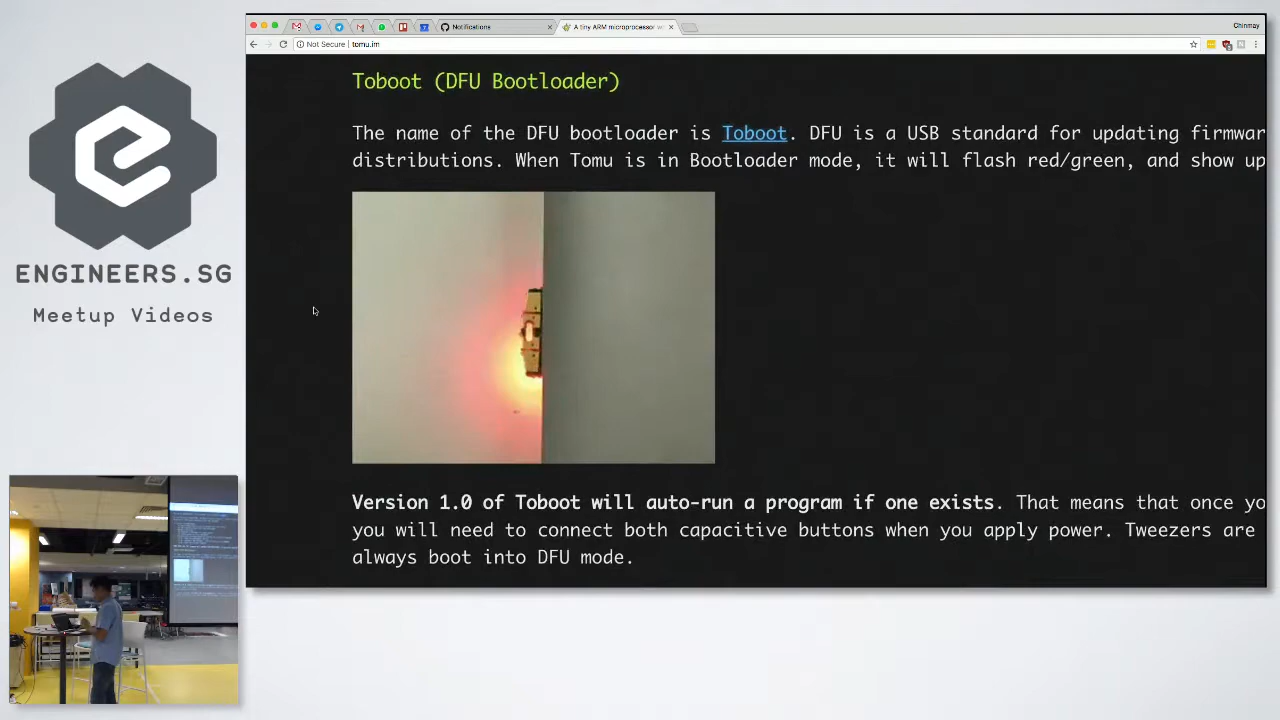 Notifications
A tiny ARM microprocessor w
Chinmay
Not Secure | tomu.im
Toboot (DFU Bootloader)
The name of the DFU bootloader is Toboot. DFU is a USB standard for updating firmwar
distributions. When Tomu is in Bootloader mode, it will flash red/green, and show up
Version 1.0 of Toboot will auto-run a program if one exists. That means that once yo
you will need to connect both capacitive buttons when you apply power. Tweezers are
always boot into DFU mode.
ENGINEERS.SG
Meetup Videos